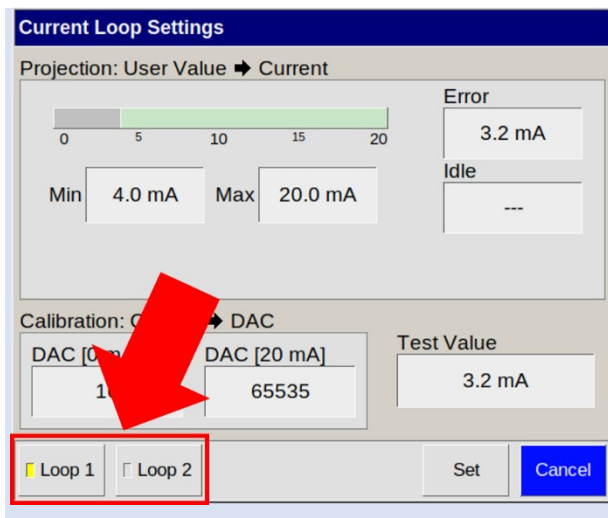 Current Loop Settings
Projection: User Value ➔ Current
Error
3.2 mA
0 5 10 15 20
Idle
---
Min 4.0 mA Max 20.0 mA
Calibration: ➔ DAC
DAC DAC [20 mA]
65535
Test Value
3.2 mA
Loop 1 Loop 2 Set Cancel